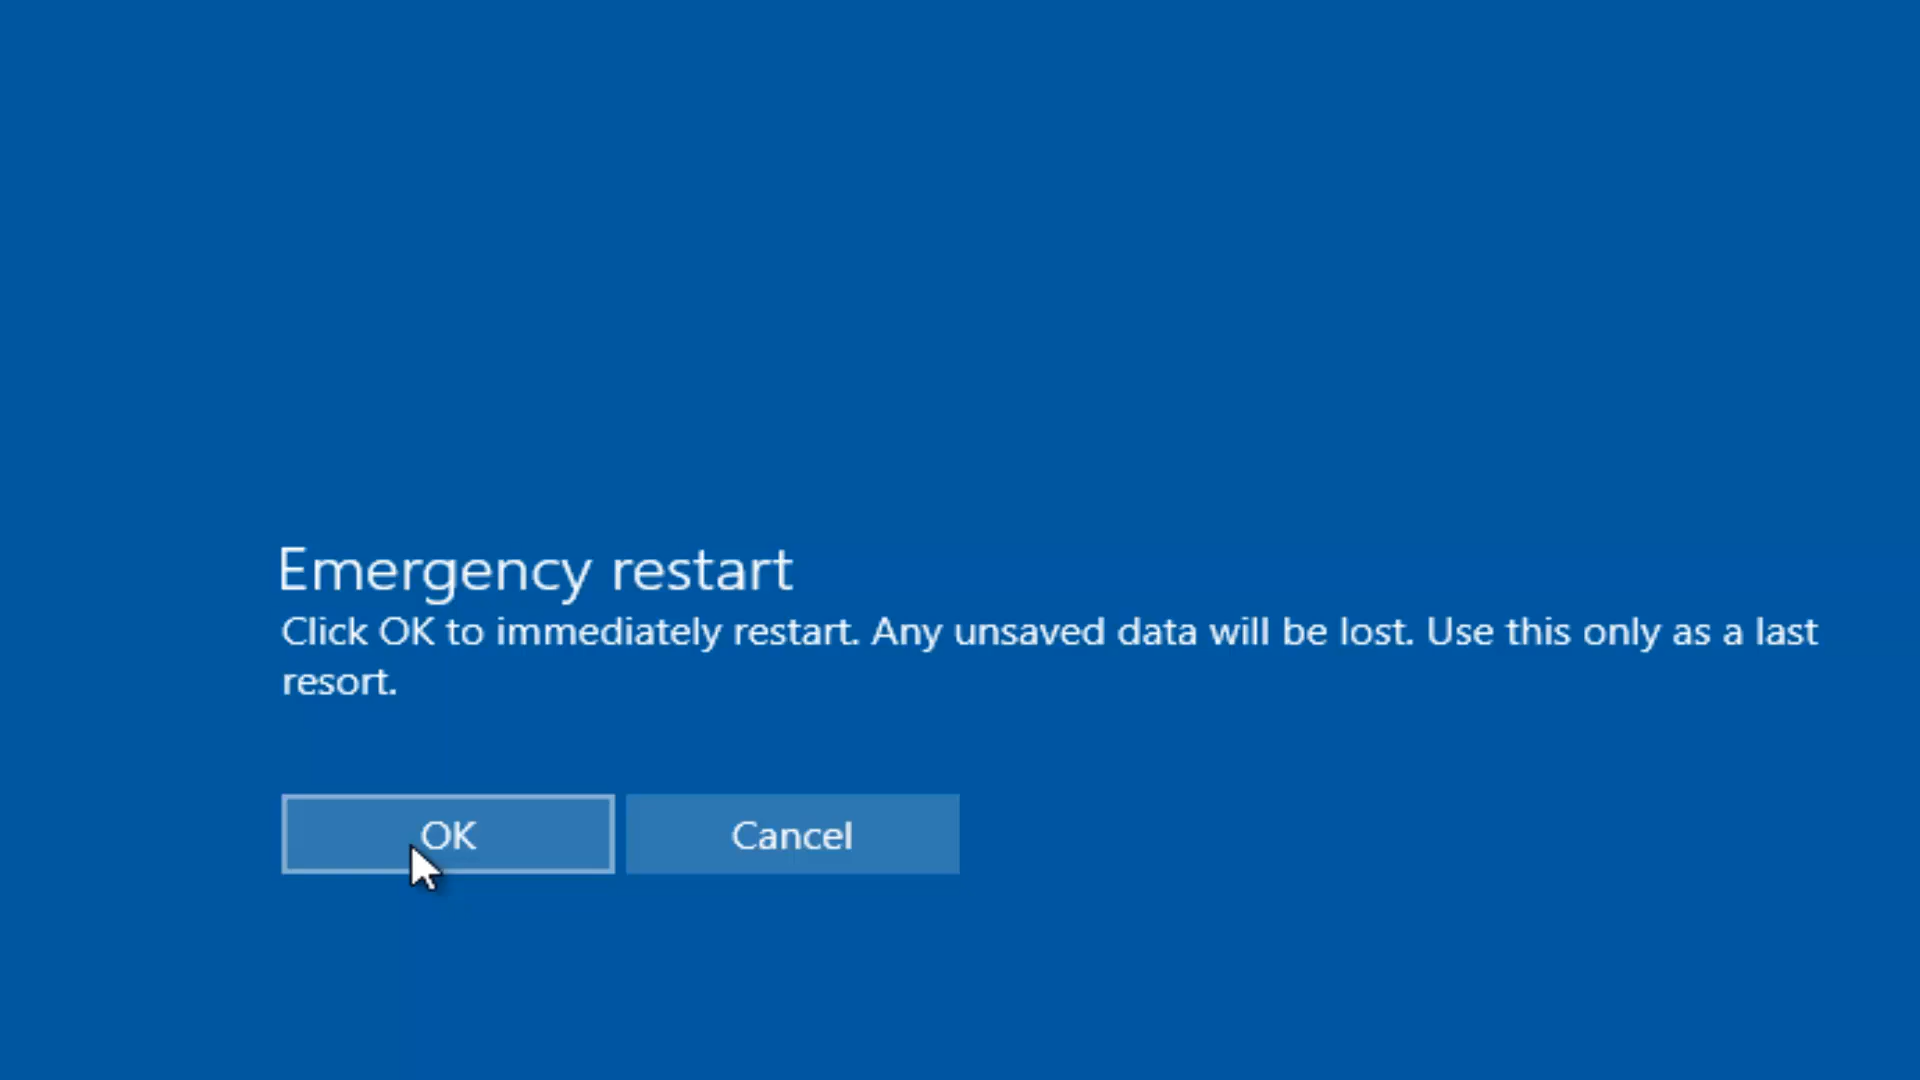 Emergency restart
Click OK to immediately restart. Any unsaved data will be lost. Use this only as a last
resort.
OK
Cancel